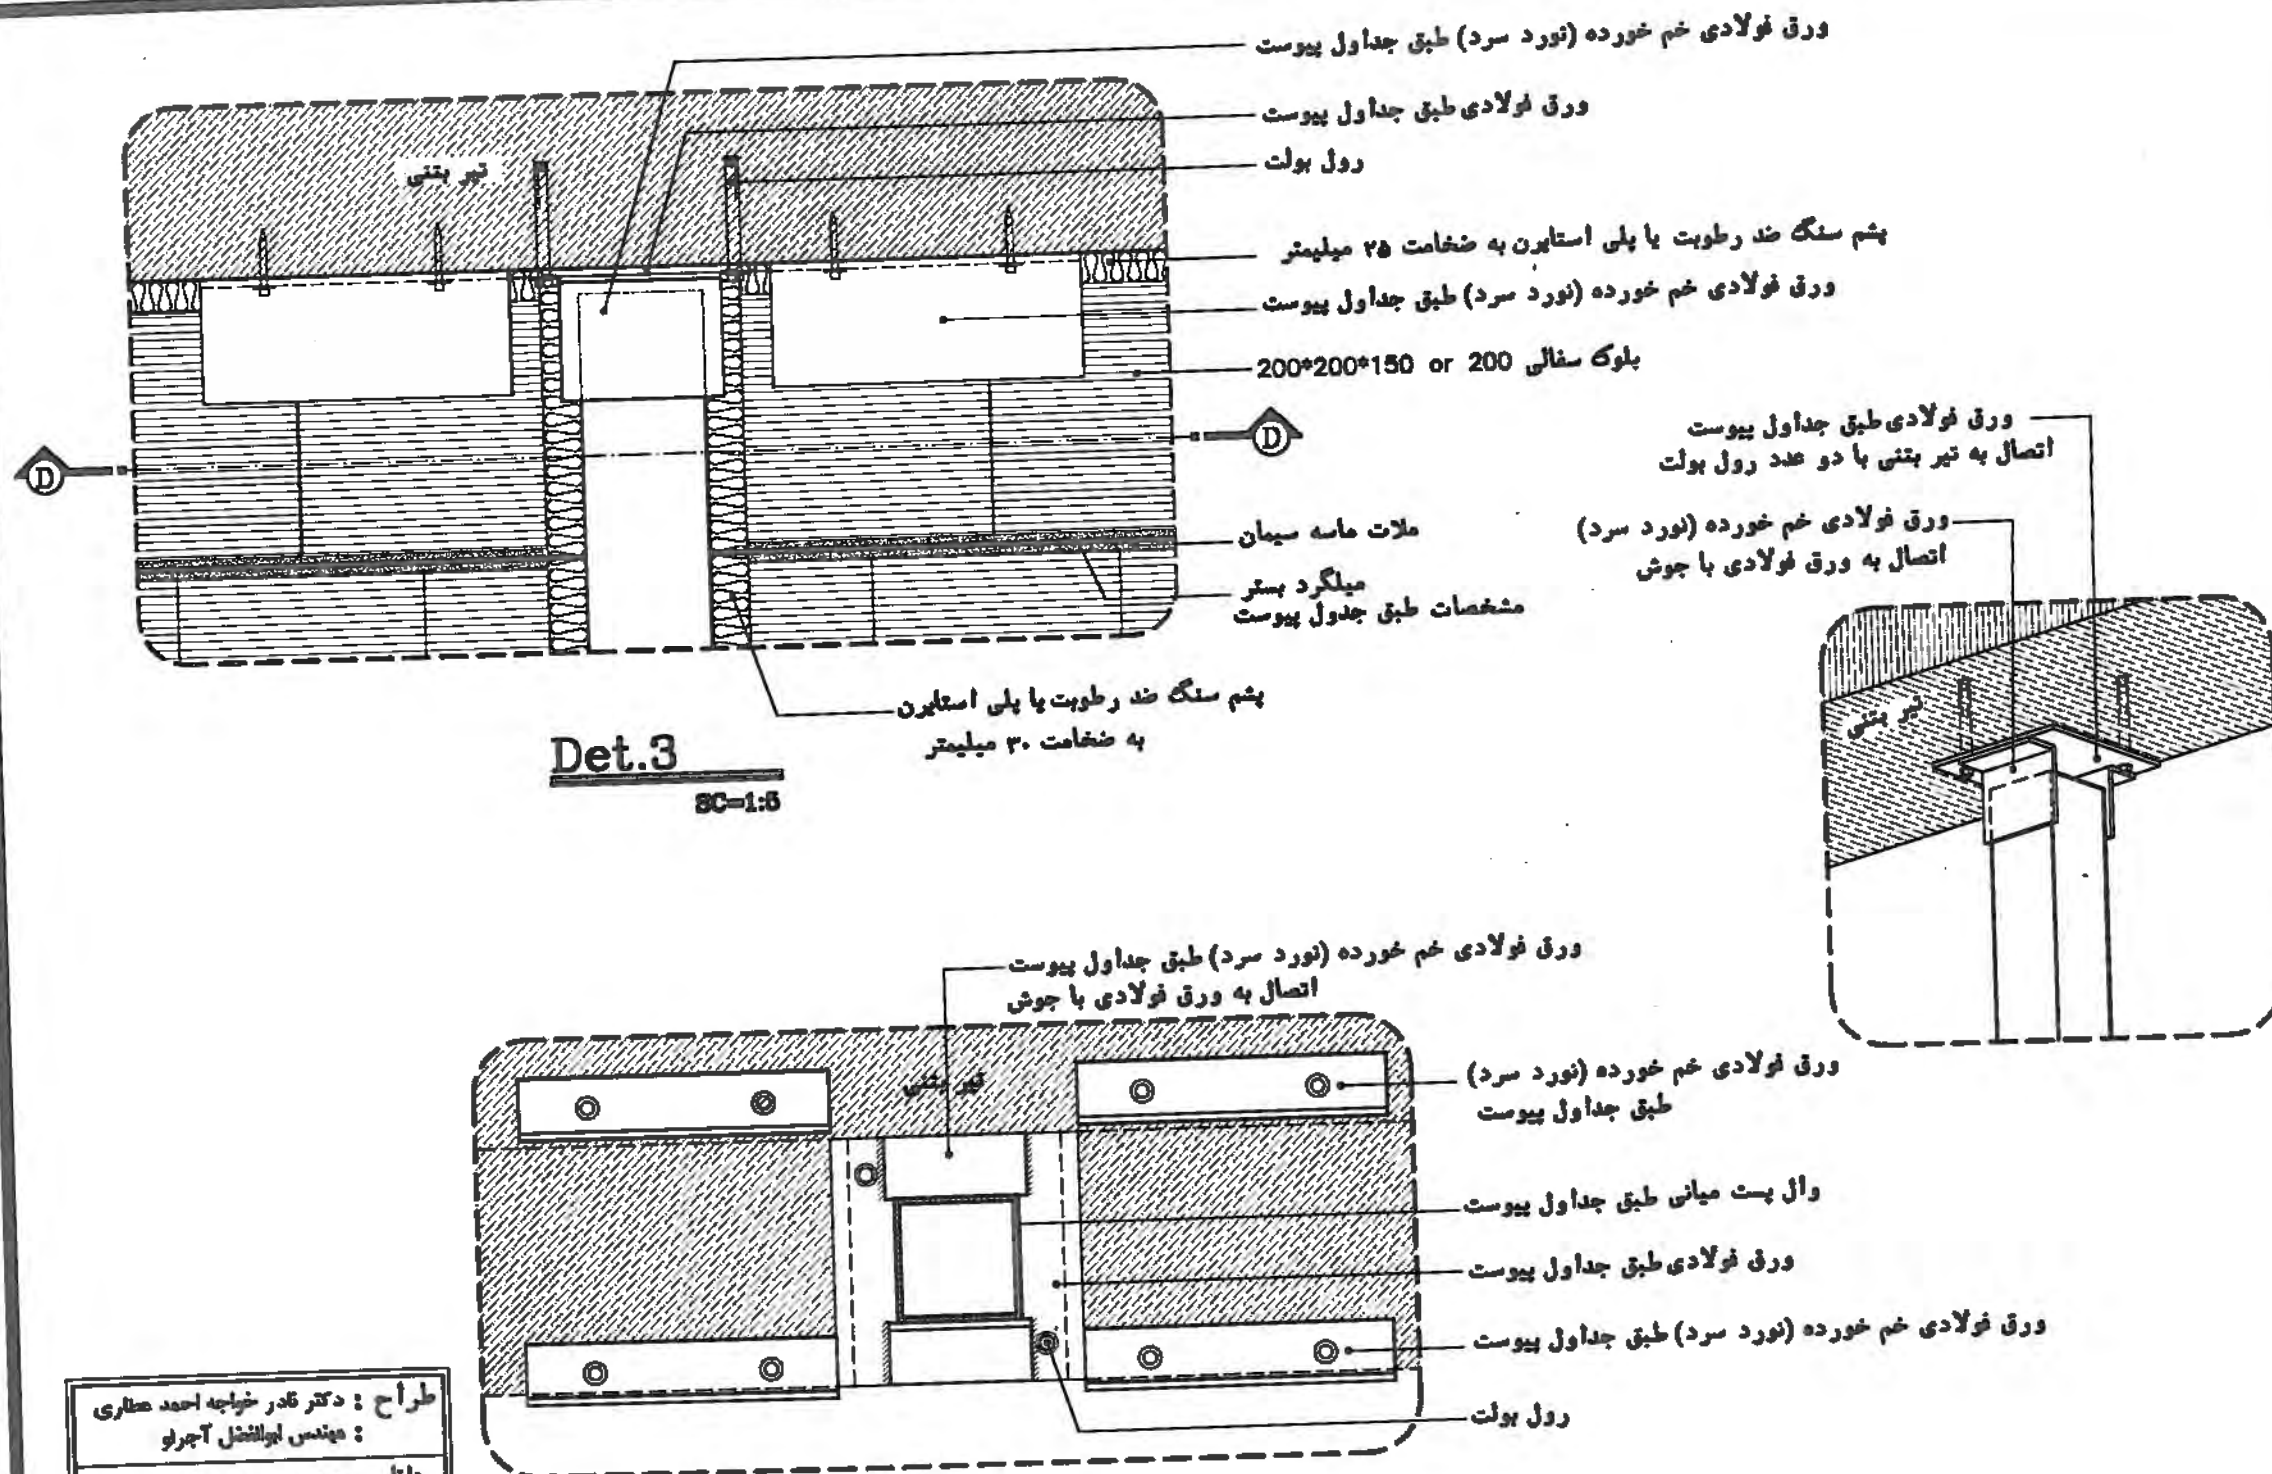 ورق فولادی خم خورده (نورد سرد) طبق جداول پیوست
ورق فولادی طبق جداول پیوست
رول بولت
تیر بتنی
پشم سنگ ضد رطوبت یا پلی استایرن به ضخامت ۲۵ میلیمتر
ورق فولادی خم خورده (نورد سرد) طبق جداول پیوست
بلوک سفالی 200*200*150 or 200
D
D
ملات ماسه سیمان
میلگرد بستر
مشخصات طبق جدول پیوست
پشم سنگ ضد رطوبت یا پلی استایرن
به ضخامت ۳۰ میلیمتر
Det.3
SC=1:5
ورق فولادی طبق جداول پیوست
اتصال به تیر بتنی با دو عدد رول بولت
ورق فولادی خم خورده (نورد سرد)
اتصال به ورق فولادی با جوش
تیر بتنی
ورق فولادی خم خورده (نورد سرد) طبق جداول پیوست
اتصال به ورق فولادی با جوش
تیر بتنی
ورق فولادی خم خورده (نورد سرد)
طبق جداول پیوست
وال پست میانی طبق جداول پیوست
ورق فولادی طبق جداول پیوست
ورق فولادی خم خورده (نورد سرد) طبق جداول پیوست
رول بولت
طراح : دکتر نادر خواجه احمد عطاری
: مهندس ابوالفضل آجرلو